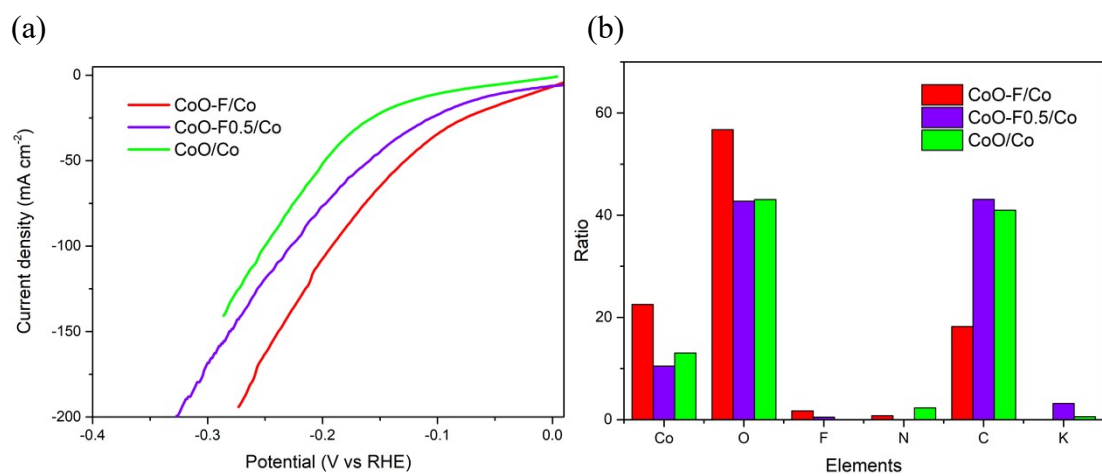 (a)
0
-50
-100
-150
-200
Current density (mA cm⁻²)
CoO-F/Co
CoO-F0.5/Co
CoO/Co
-0.4
-0.3
-0.2
-0.1
0.0
Potential (V vs RHE)
(b)
60
40
20
0
Ratio
CoO-F/Co
CoO-F0.5/Co
CoO/Co
Co
O
F
N
C
K
Elements